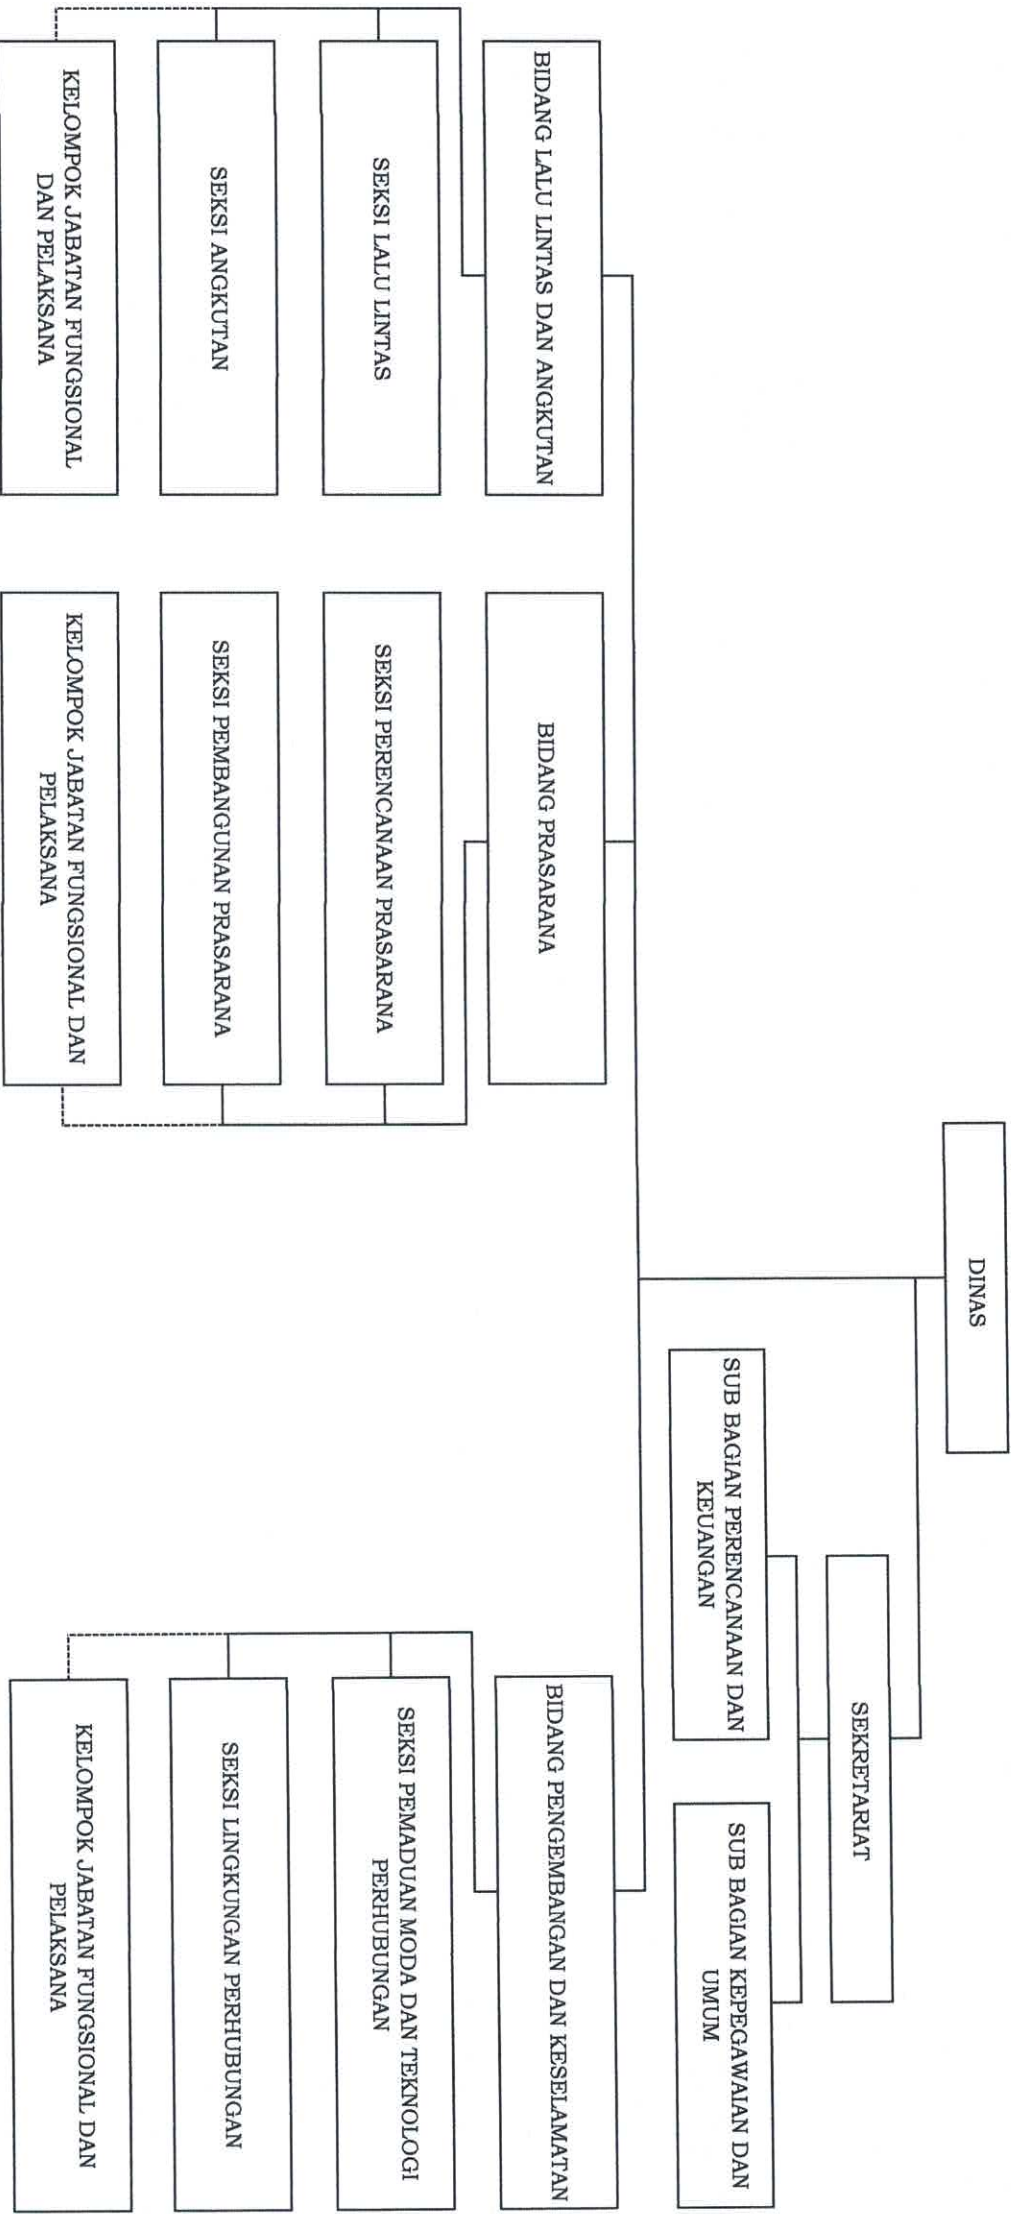 DINAS
SEKRETARIAT
SUB BAGIAN PERENCANAAN DAN
KEUANGAN
SUB BAGIAN KEPEGAWAIAN DAN
UMUM
BIDANG LALU LINTAS DAN ANGKUTAN
SEKSI LALU LINTAS
SEKSI ANGKUTAN
KELOMPOK JABATAN FUNGSIONAL
DAN PELAKSANA
BIDANG PRASARANA
SEKSI PERENCANAAN PRASARANA
SEKSI PEMBANGUNAN PRASARANA
KELOMPOK JABATAN FUNGSIONAL DAN
PELAKSANA
BIDANG PENGEMBANGAN DAN KESELAMATAN
SEKSI PEMADUAN MODA DAN TEKNOLOGI
PERHUBUNGAN
SEKSI LINGKUNGAN PERHUBUNGAN
KELOMPOK JABATAN FUNGSIONAL DAN
PELAKSANA